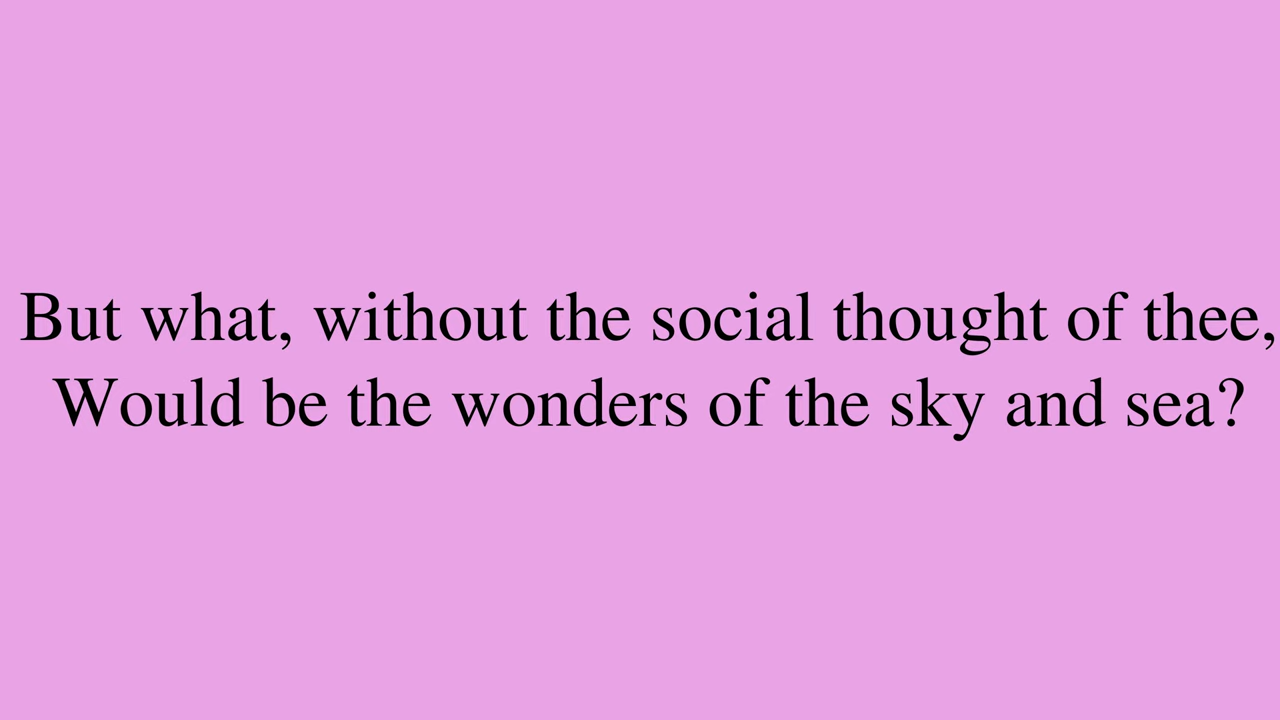 But what, without the social thought of thee,
Would be the wonders of the sky and sea?